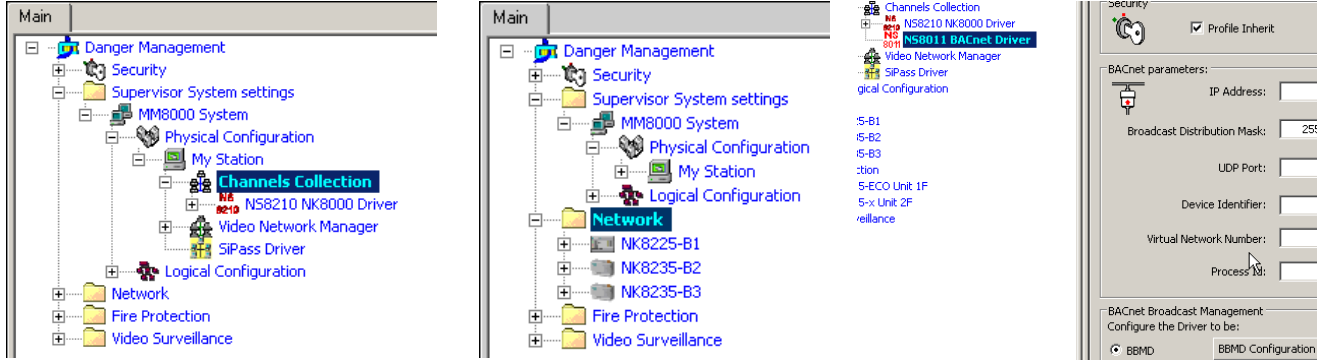 Main
Danger Management
Security
Supervisor System settings
MM8000 System
Physical Configuration
My Station
Channels Collection
NS8210 NK8000 Driver
Video Network Manager
SiPass Driver
Logical Configuration
Network
Fire Protection
Video Surveillance
Main
Danger Management
Security
Supervisor System settings
MM8000 System
Physical Configuration
My Station
Logical Configuration
Network
NK8225-B1
NK8235-B2
NK8235-B3
Fire Protection
Video Surveillance
Channels Collection
NS8210 NK8000 Driver
NS8011 BACnet Driver
Video Network Manager
SiPass Driver
gical Configuration
5-B1
5-B2
5-B3
ction
5-ECO Unit 1F
5-x Unit 2F
veillance
Security
Profile Inherit
BACnet parameters:
IP Address:
Broadcast Distribution Mask: 255
UDP Port:
Device Identifier:
Virtual Network Number:
Process Id:
BACnet Broadcast Management
Configure the Driver to be:
BBMD BBMD Configuration